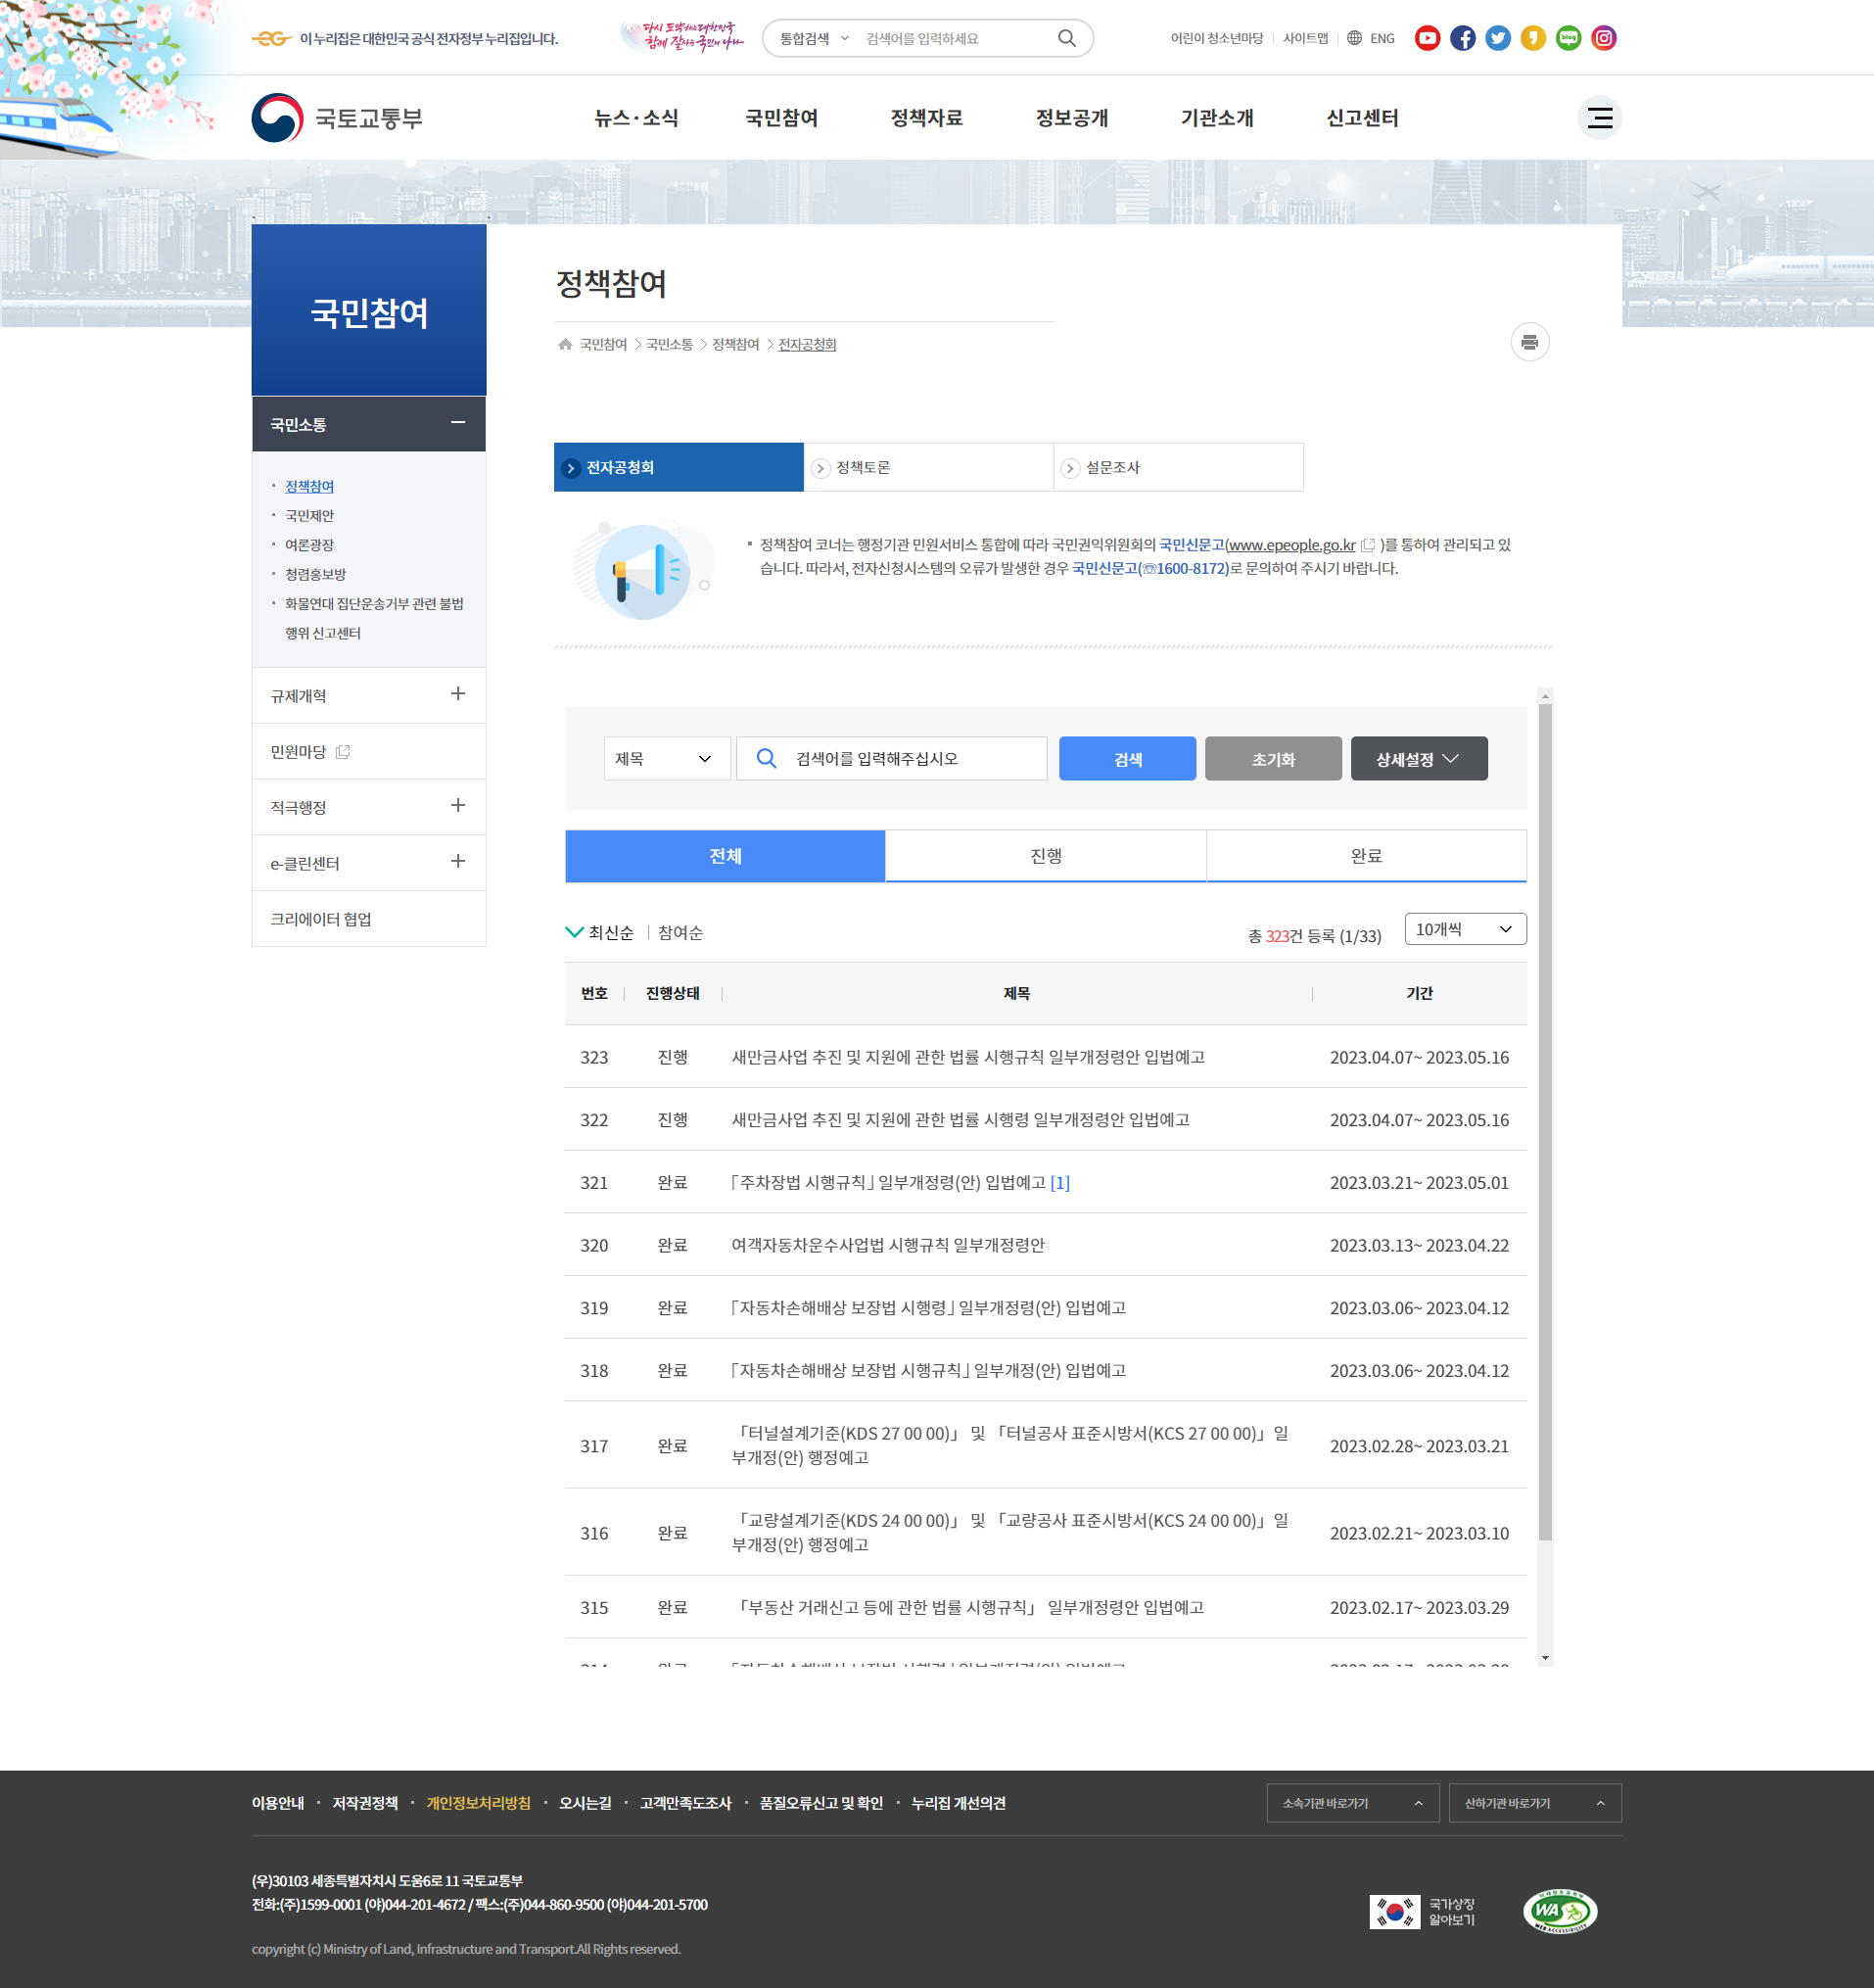 이 누리집은 대한민국 공식 전자정부 누리집입니다.
다시 도약하는 대한민국
함께 잘사는 국민의 나라
통합검색
검색어를 입력하세요
어린이 청소년마당
사이트맵
ENG
blog
국토교통부
뉴스·소식
국민참여
정책자료
정보공개
기관소개
신고센터
국민참여
국민소통
정책참여
국민제안
여론광장
청렴홍보방
화물연대 집단운송거부 관련 불법
행위 신고센터
규제개혁
민원마당
적극행정
e-클린센터
크리에이터 협업
정책참여
국민참여 > 국민소통 > 정책참여 > 전자공청회
전자공청회
정책토론
설문조사
정책참여 코너는 행정기관 민원서비스 통합에 따라 국민권익위원회의 국민신문고(www.epeople.go.kr )를 통하여 관리되고 있
습니다. 따라서, 전자신청시스템의 오류가 발생한 경우 국민신문고(☏1600-8172)로 문의하여 주시기 바랍니다.
제목
검색어를 입력해주십시오
검색
초기화
상세설정
전체
진행
완료
최신순
참여순
총 323건 등록 (1/33)
10개씩
번호 진행상태 제목 기간
323 진행 새만금사업 추진 및 지원에 관한 법률 시행규칙 일부개정령안 입법예고 2023.04.07~ 2023.05.16
322 진행 새만금사업 추진 및 지원에 관한 법률 시행령 일부개정령안 입법예고 2023.04.07~ 2023.05.16
321 완료 「주차장법 시행규칙」 일부개정령(안) 입법예고 [1] 2023.03.21~ 2023.05.01
320 완료 여객자동차운수사업법 시행규칙 일부개정령안 2023.03.13~ 2023.04.22
319 완료 「자동차손해배상 보장법 시행령」 일부개정령(안) 입법예고 2023.03.06~ 2023.04.12
318 완료 「자동차손해배상 보장법 시행규칙」 일부개정(안) 입법예고 2023.03.06~ 2023.04.12
317 완료 「터널설계기준(KDS 27 00 00)」 및 「터널공사 표준시방서(KCS 27 00 00)」일
부개정(안) 행정예고 2023.02.28~ 2023.03.21
316 완료 「교량설계기준(KDS 24 00 00)」 및 「교량공사 표준시방서(KCS 24 00 00)」일
부개정(안) 행정예고 2023.02.21~ 2023.03.10
315 완료 「부동산 거래신고 등에 관한 법률 시행규칙」 일부개정령안 입법예고 2023.02.17~ 2023.03.29
이용안내
저작권정책
개인정보처리방침
오시는길
고객만족도조사
품질오류신고 및 확인
누리집 개선의견
소속기관 바로가기
산하기관 바로가기
(우)30103 세종특별자치시 도움6로 11 국토교통부
전화:(주)1599-0001 (야)044-201-4672 / 팩스:(주)044-860-9500 (야)044-201-5700
copyright (c) Ministry of Land, Infrastructure and Transport.All Rights reserved.
국가상징
알아보기
WA
WEB ACCESSIBILITY